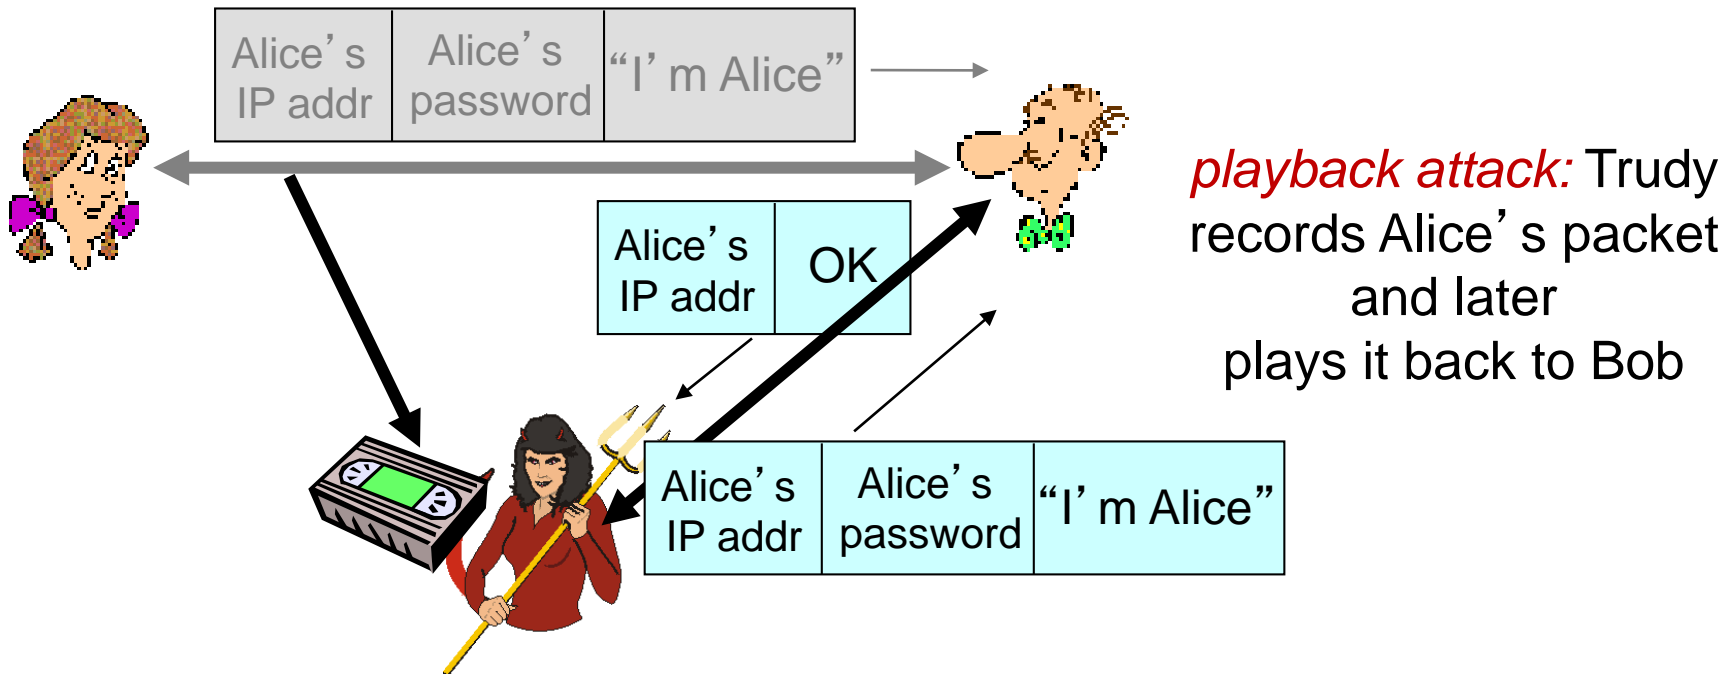 Alice’s
IP addr
Alice’s
password
“I’m Alice”
Alice’s
IP addr
OK
playback attack: Trudy
records Alice’s packet
and later
plays it back to Bob
Alice’s
IP addr
Alice’s
password
“I’m Alice”